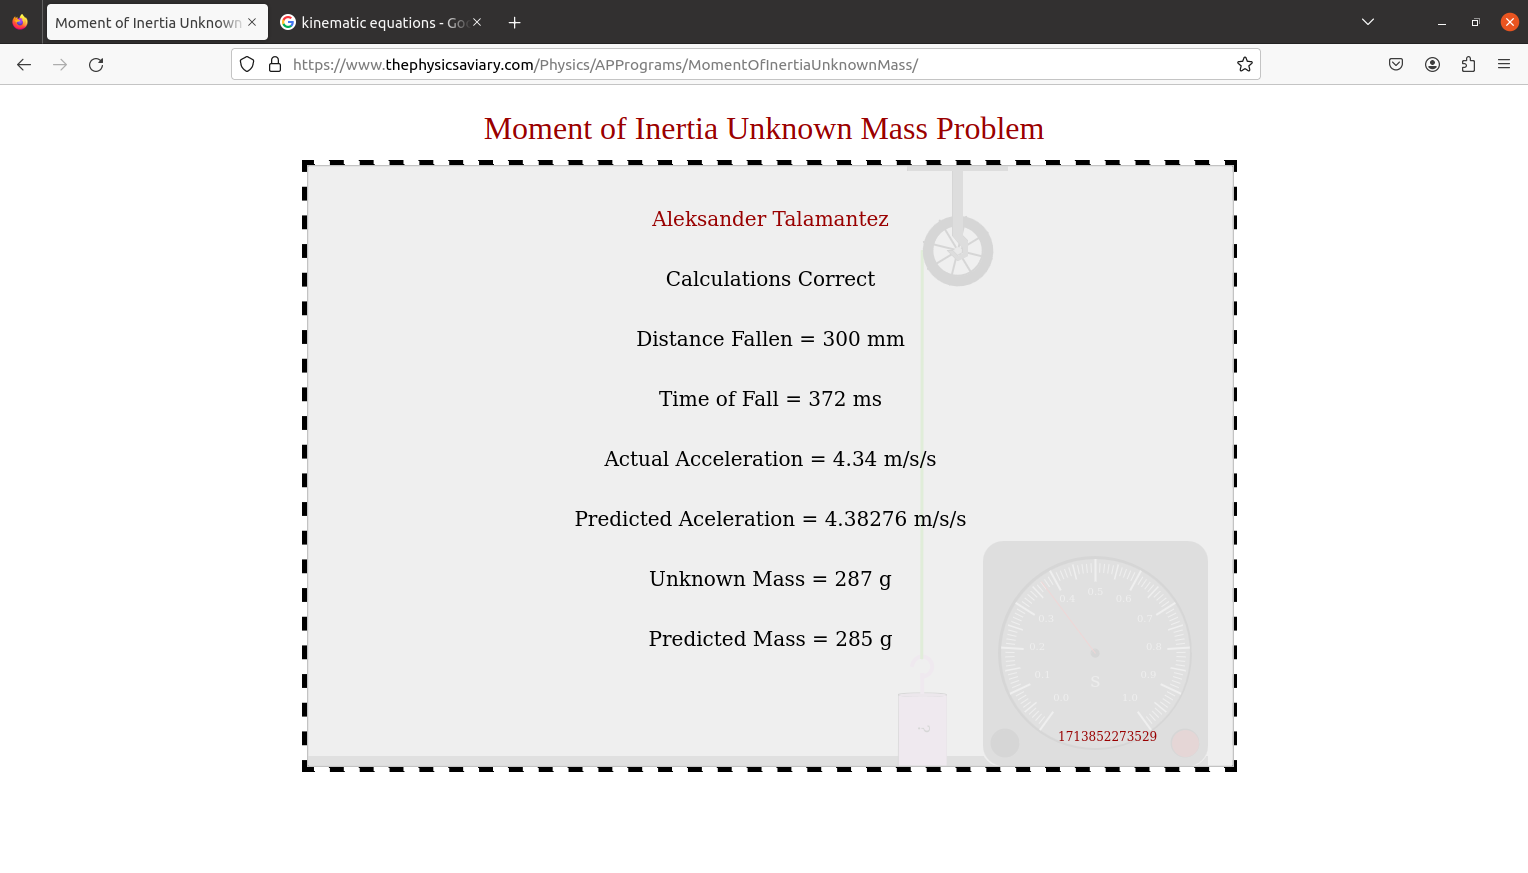 Moment of Inertia Unknown
kinematic equations - Goo
https://www.thephysicsaviary.com/Physics/APPrograms/MomentOfInertiaUnknownMass/
Moment of Inertia Unknown Mass Problem
Aleksander Talamantez
Calculations Correct
Distance Fallen = 300 mm
Time of Fall = 372 ms
Actual Acceleration = 4.34 m/s/s
Predicted Aceleration = 4.38276 m/s/s
Unknown Mass = 287 g
Predicted Mass = 285 g
0.0
0.1
0.2
0.3
0.4
0.5
0.6
0.7
0.8
0.9
1.0
S
?
1713852273529